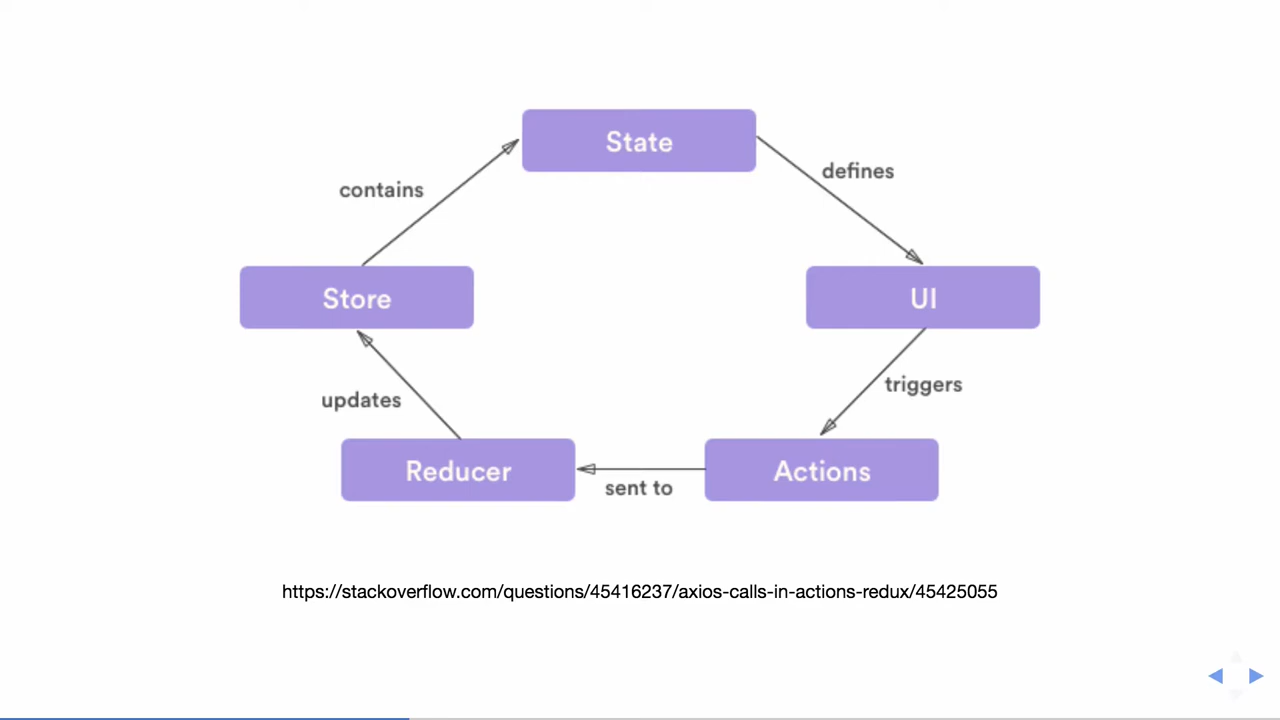 State
defines
contains
Store
UI
triggers
updates
Reducer
Actions
sent to
https://stackoverflow.com/questions/45416237/axios-calls-in-actions-redux/45425055